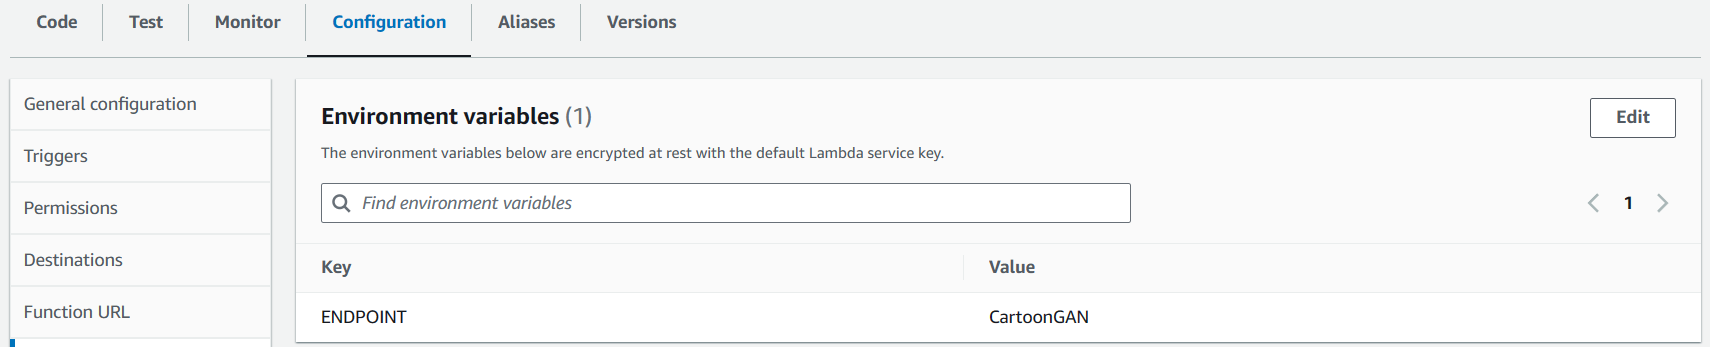 Code Test Monitor Configuration Aliases Versions
General configuration
Triggers
Permissions
Destinations
Function URL
Environment variables (1)
Edit
The environment variables below are encrypted at rest with the default Lambda service key.
Find environment variables
1
Key Value
ENDPOINT CartoonGAN